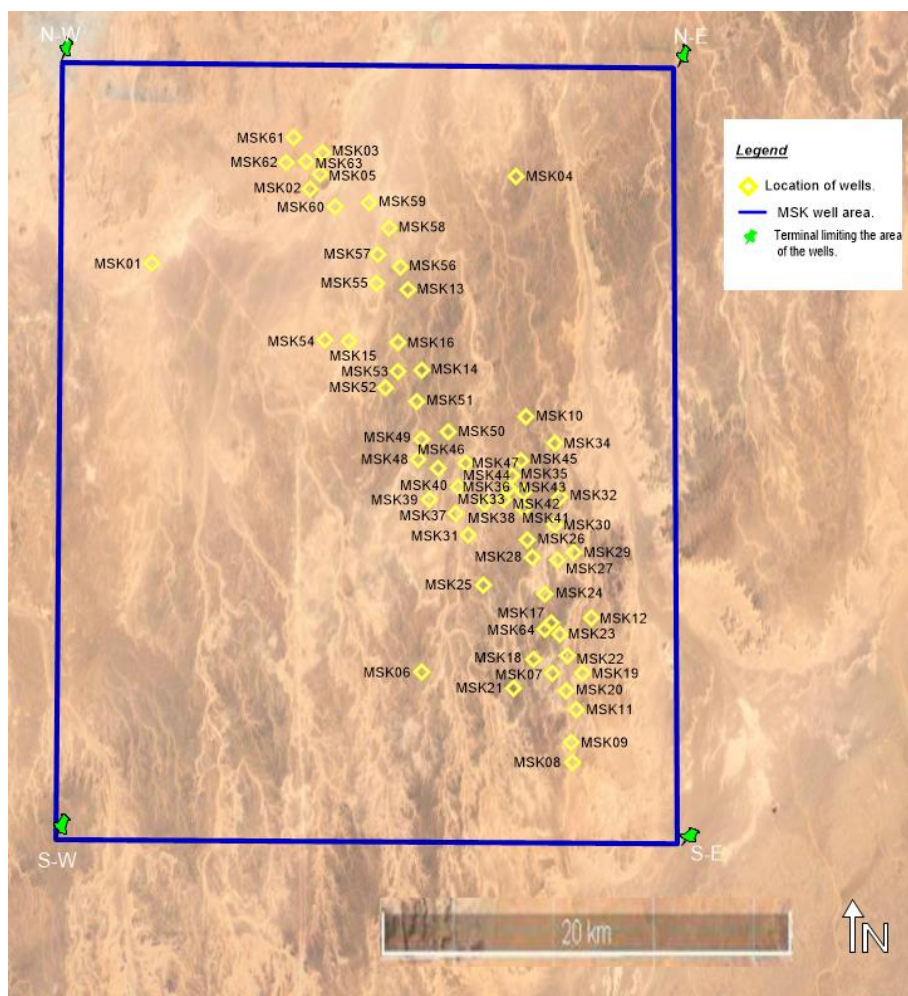 N-W
N-E
MSK61
MSK03
MSK62
MSK63
MSK05
MSK04
MSK02
MSK60
MSK59
MSK58
MSK57
MSK01
MSK56
MSK55
MSK13
MSK54
MSK16
MSK15
MSK53
MSK14
MSK52
MSK51
MSK10
MSK50
MSK49
MSK34
MSK46
MSK48
MSK47
MSK45
MSK44
MSK35
MSK40
MSK36
MSK43
MSK39
MSK33
MSK32
MSK42
MSK37
MSK38
MSK41
MSK30
MSK31
MSK26
MSK29
MSK28
MSK27
MSK25
MSK24
MSK17
MSK12
MSK64
MSK23
MSK18
MSK22
MSK06
MSK07
MSK19
MSK21
MSK20
MSK11
MSK09
MSK08
S-W
S-E
Legend
Location of wells.
MSK well area.
Terminal limiting the area
of the wells.
20 km
N